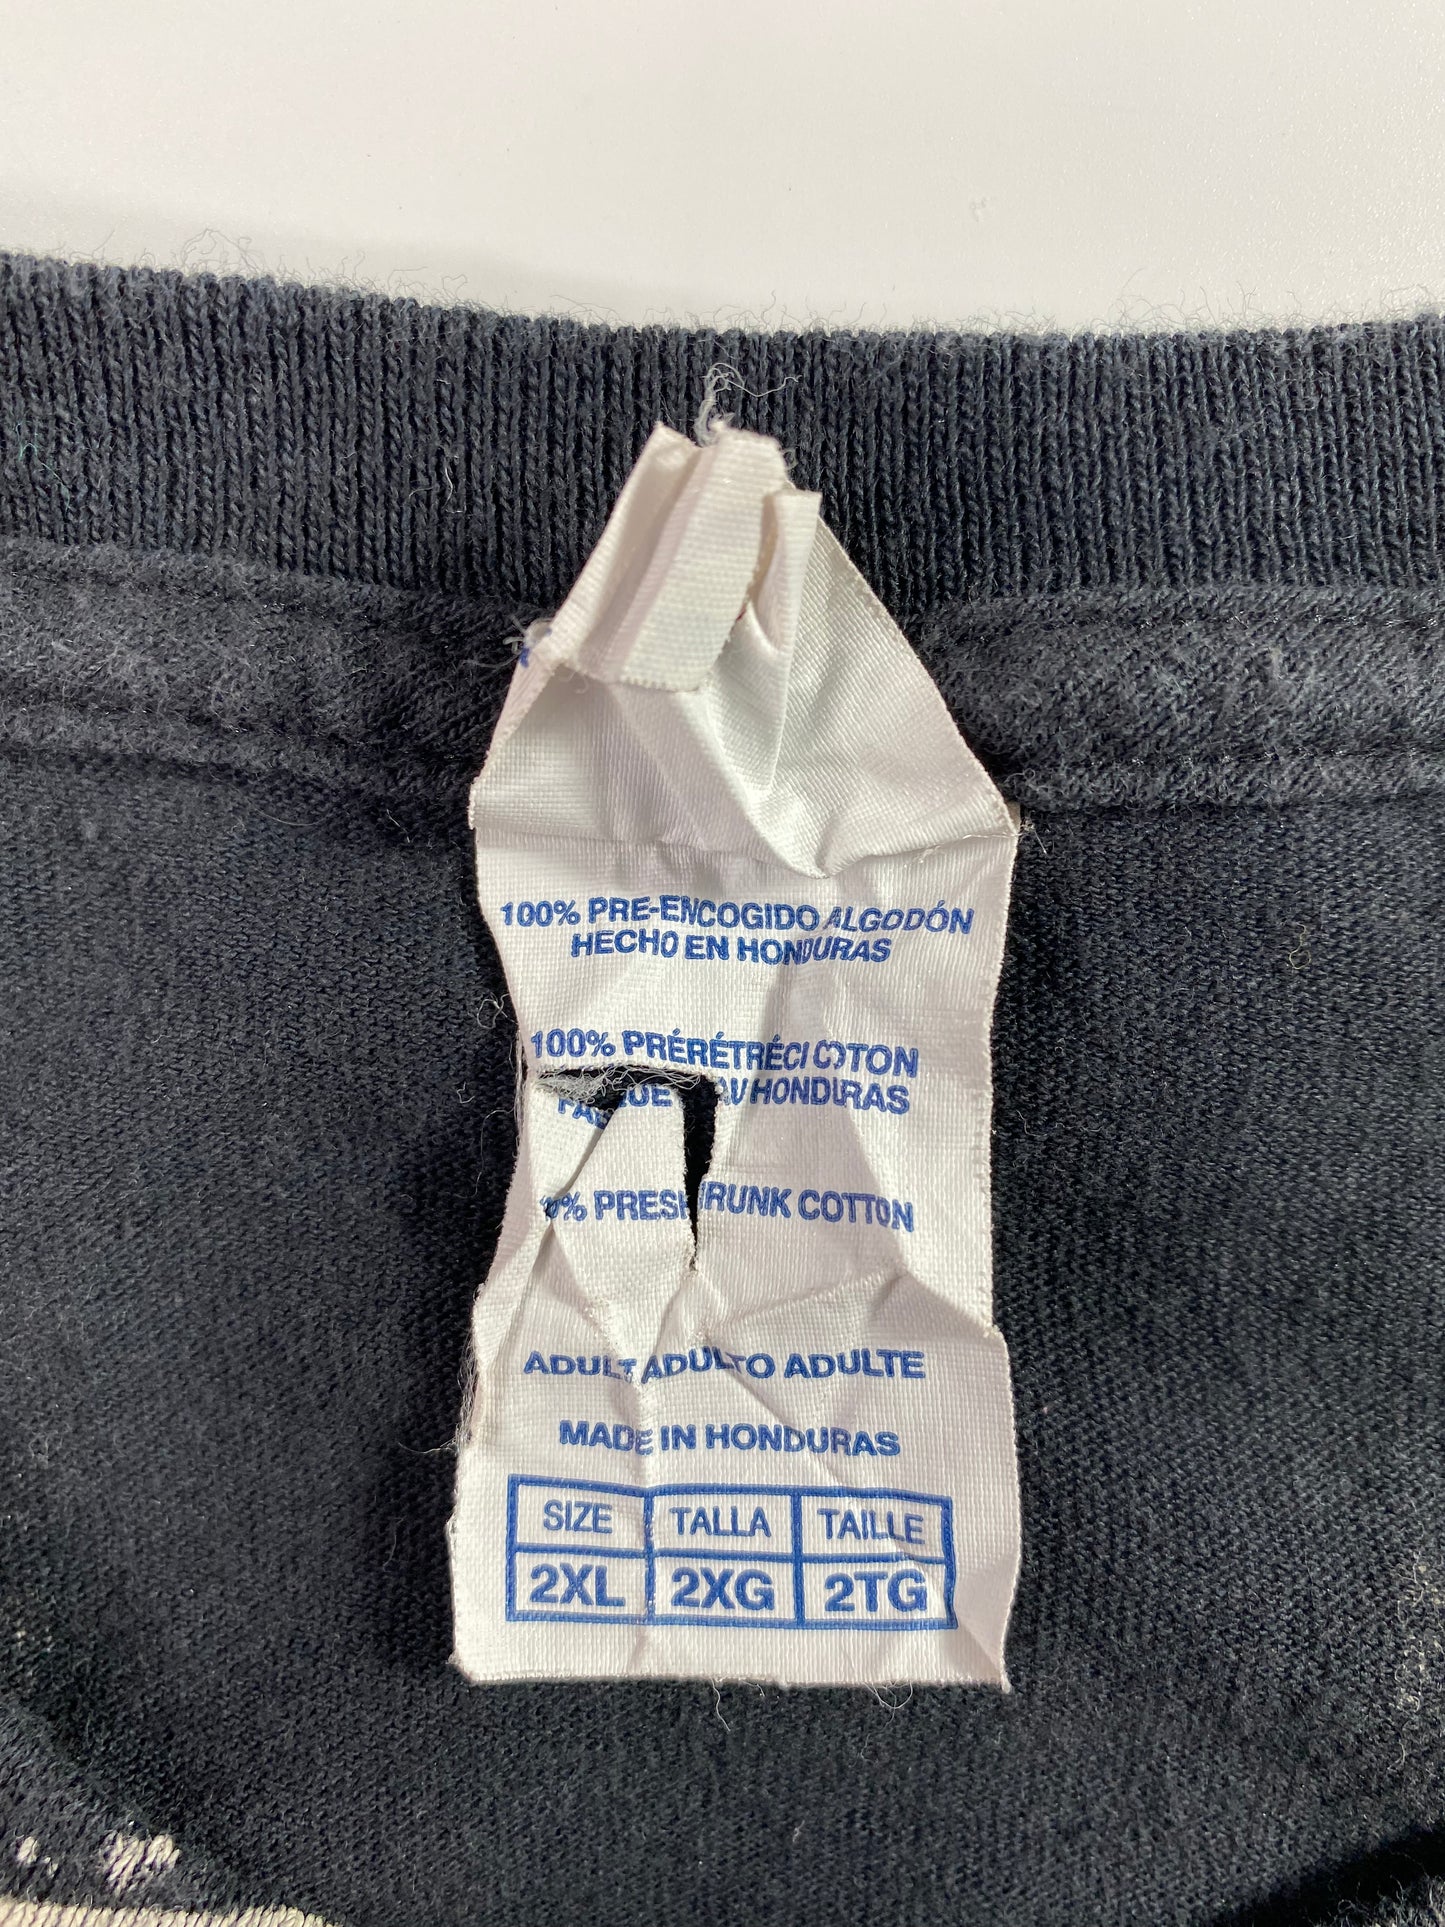 100% PRE-ENCOGIDO ALGODÓN
HECHO EN HONDURAS
100% PRÉRÉTRÉCI COTON
HONDURAS
PRESHRUNK COTTON
ADULT ADULTO ADULTE
MADE IN HONDURAS
SIZE TALLA TAILLE
2XL 2XG 2TG